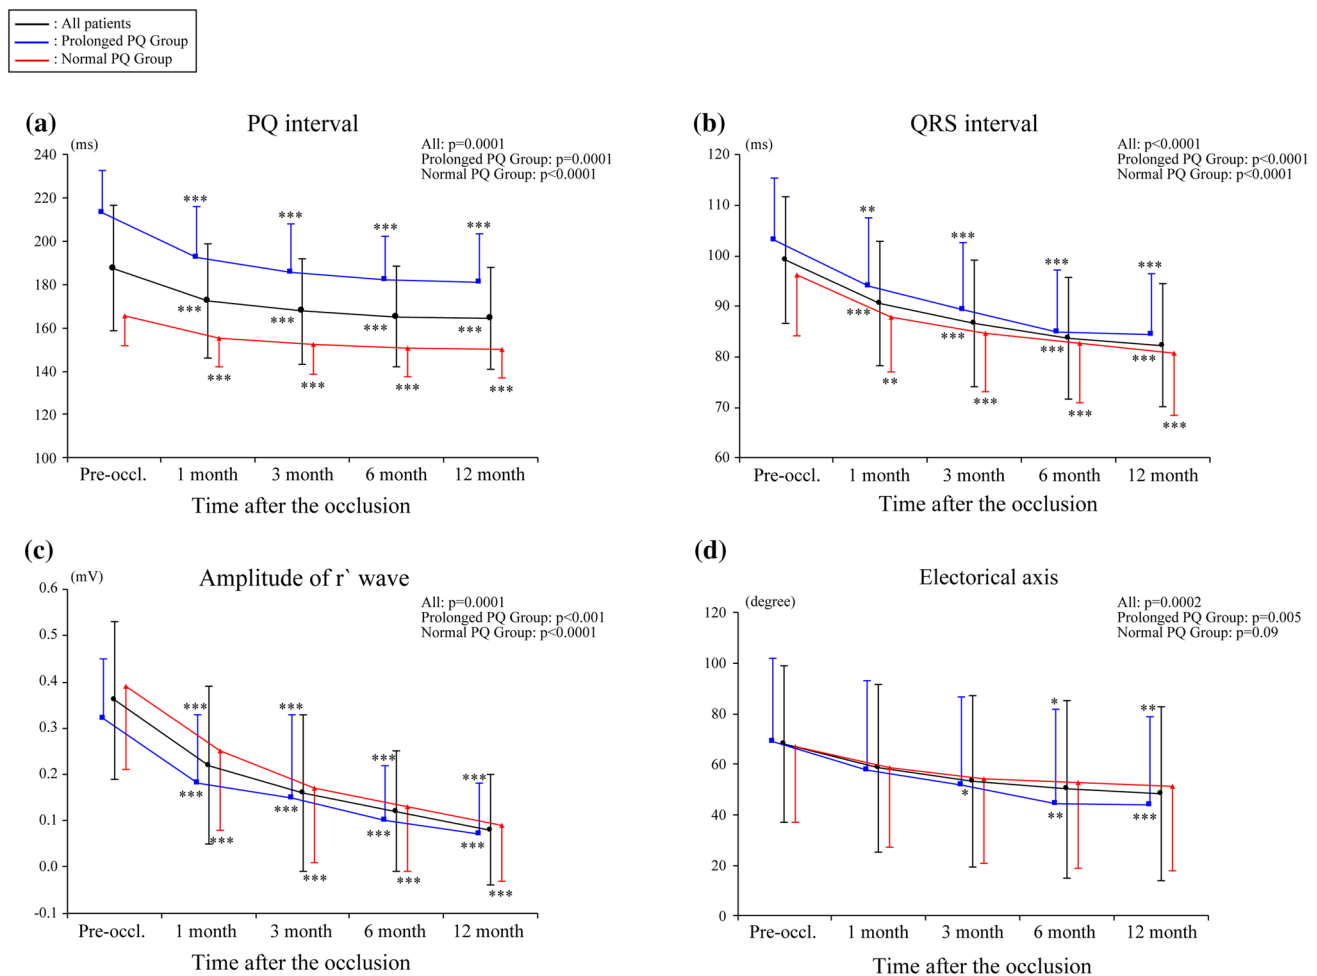 : All patients
: Prolonged PQ Group
: Normal PQ Group
(a)
PQ interval
(ms)
All: p=0.0001
Prolonged PQ Group: p=0.0001
Normal PQ Group: p<0.0001
240
220
200
180
160
140
120
100
*** *** *** ***
*** *** *** ***
*** *** *** ***
Pre-occl. 1 month 3 month 6 month 12 month
Time after the occlusion
(b)
QRS interval
(ms)
All: p<0.0001
Prolonged PQ Group: p<0.0001
Normal PQ Group: p<0.0001
120
110
100
90
80
70
60
** *** *** ***
*** *** *** ***
** *** *** ***
Pre-occl. 1 month 3 month 6 month 12 month
Time after the occlusion
(c)
Amplitude of r` wave
(mV)
All: p=0.0001
Prolonged PQ Group: p<0.001
Normal PQ Group: p<0.0001
0.6
0.5
0.4
0.3
0.2
0.1
0.0
-0.1
*** *** *** ***
*** *** *** ***
*** *** *** ***
Pre-occl. 1 month 3 month 6 month 12 month
Time after the occlusion
(d)
Electorical axis
(degree)
All: p=0.0002
Prolonged PQ Group: p=0.005
Normal PQ Group: p=0.09
120
100
80
60
40
20
0
* **
* ** ***
Pre-occl. 1 month 3 month 6 month 12 month
Time after the occlusion